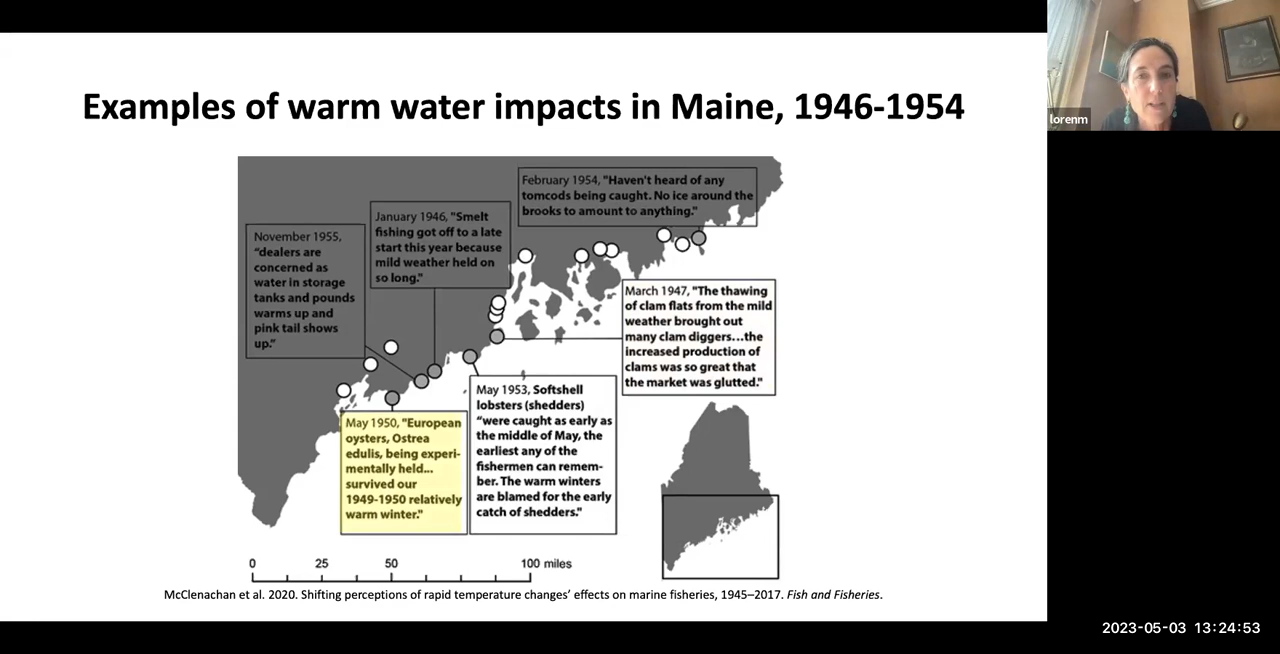 Examples of warm water impacts in Maine, 1946-1954
lorenm
February 1954, "Haven't heard of any
tomcods being caught. No ice around the
brooks to amount to anything."
January 1946, "Smelt
fishing got off to a late
start this year because
mild weather held on
so long."
November 1955,
"dealers are
concerned as
water in storage
tanks and pounds
warms up and
pink tail shows
up."
March 1947, "The thawing
of clam flats from the mild
weather brought out
many clam diggers...the
increased production of
clams was so great that
the market was glutted."
May 1950, "European
oysters, Ostrea
edulis, being experi-
mentally held...
survived our
1949-1950 relatively
warm winter."
May 1953, Softshell
lobsters (shedders)
"were caught as early as
the middle of May, the
earliest any of the
fishermen can remem-
ber. The warm winters
are blamed for the early
catch of shedders."
0 25 50 100 miles
McClenachan et al. 2020. Shifting perceptions of rapid temperature changes' effects on marine fisheries, 1945–2017. Fish and Fisheries.
2023-05-03 13:24:53